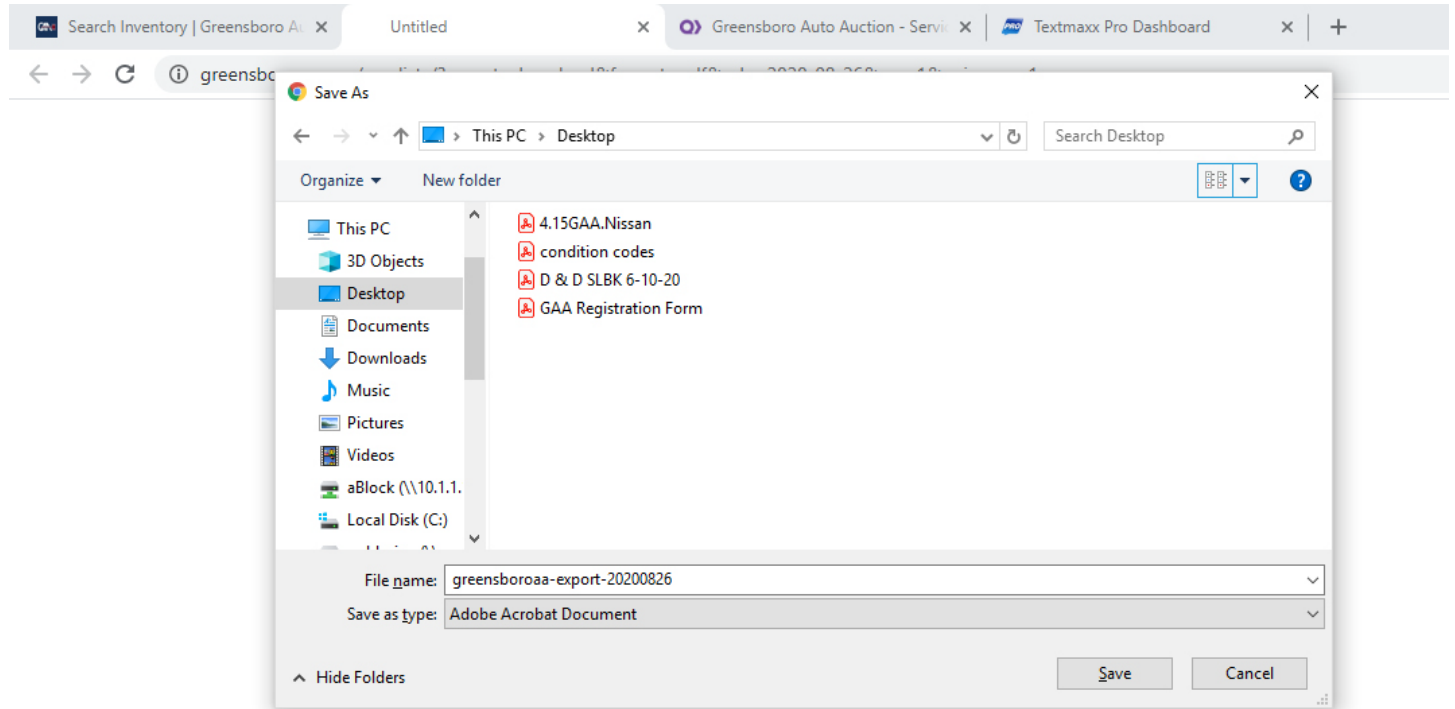 Search Inventory | Greensboro Au
Untitled
Greensboro Auto Auction - Servic
PRO
Textmaxx Pro Dashboard
greensbo
Save As
This PC > Desktop
Search Desktop
Organize
New folder
This PC
3D Objects
Desktop
Documents
Downloads
Music
Pictures
Videos
aBlock (\\10.1.1.
Local Disk (C:)
4.15GAA.Nissan
condition codes
D & D SLBK 6-10-20
GAA Registration Form
File name: greensboroaa-export-20200826
Save as type: Adobe Acrobat Document
Hide Folders
Save
Cancel